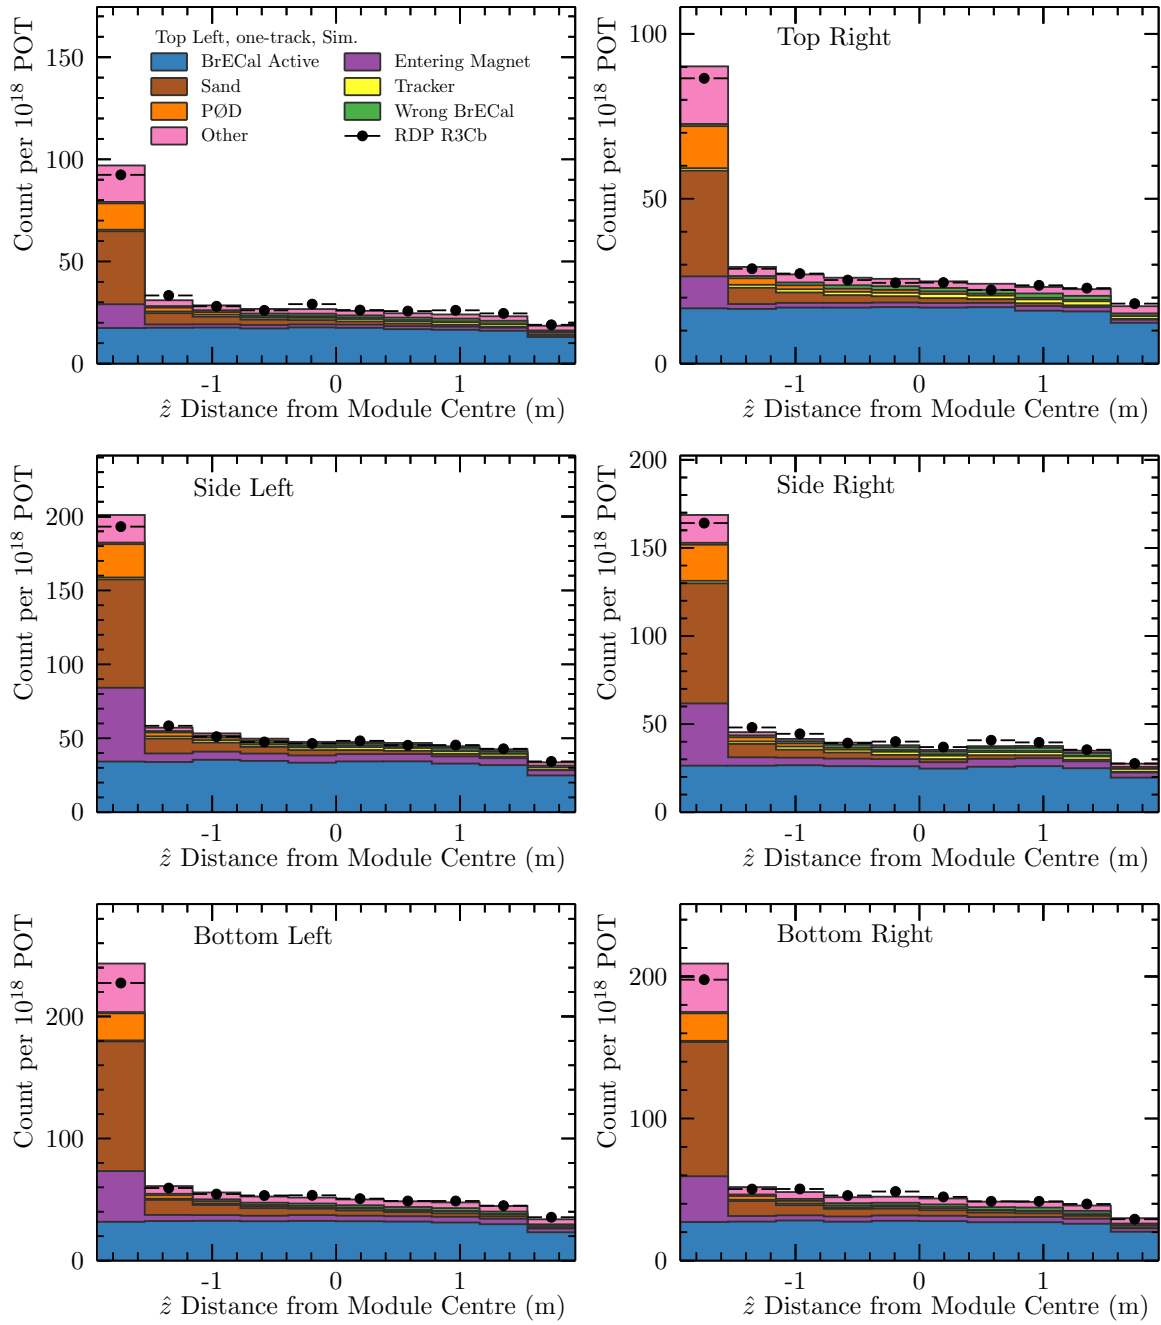 Top Left, one-track, Sim.
BrECal Active
Sand
PØD
Other
Entering Magnet
Tracker
Wrong BrECal
RDP R3Cb
Count per 10^18 POT
150
100
50
0
-1 0 1
ẑ Distance from Module Centre (m)
Top Right
Count per 10^18 POT
100
50
0
-1 0 1
ẑ Distance from Module Centre (m)
Side Left
Count per 10^18 POT
200
150
100
50
0
-1 0 1
ẑ Distance from Module Centre (m)
Side Right
Count per 10^18 POT
200
150
100
50
0
-1 0 1
ẑ Distance from Module Centre (m)
Bottom Left
Count per 10^18 POT
200
100
0
-1 0 1
ẑ Distance from Module Centre (m)
Bottom Right
Count per 10^18 POT
200
100
0
-1 0 1
ẑ Distance from Module Centre (m)